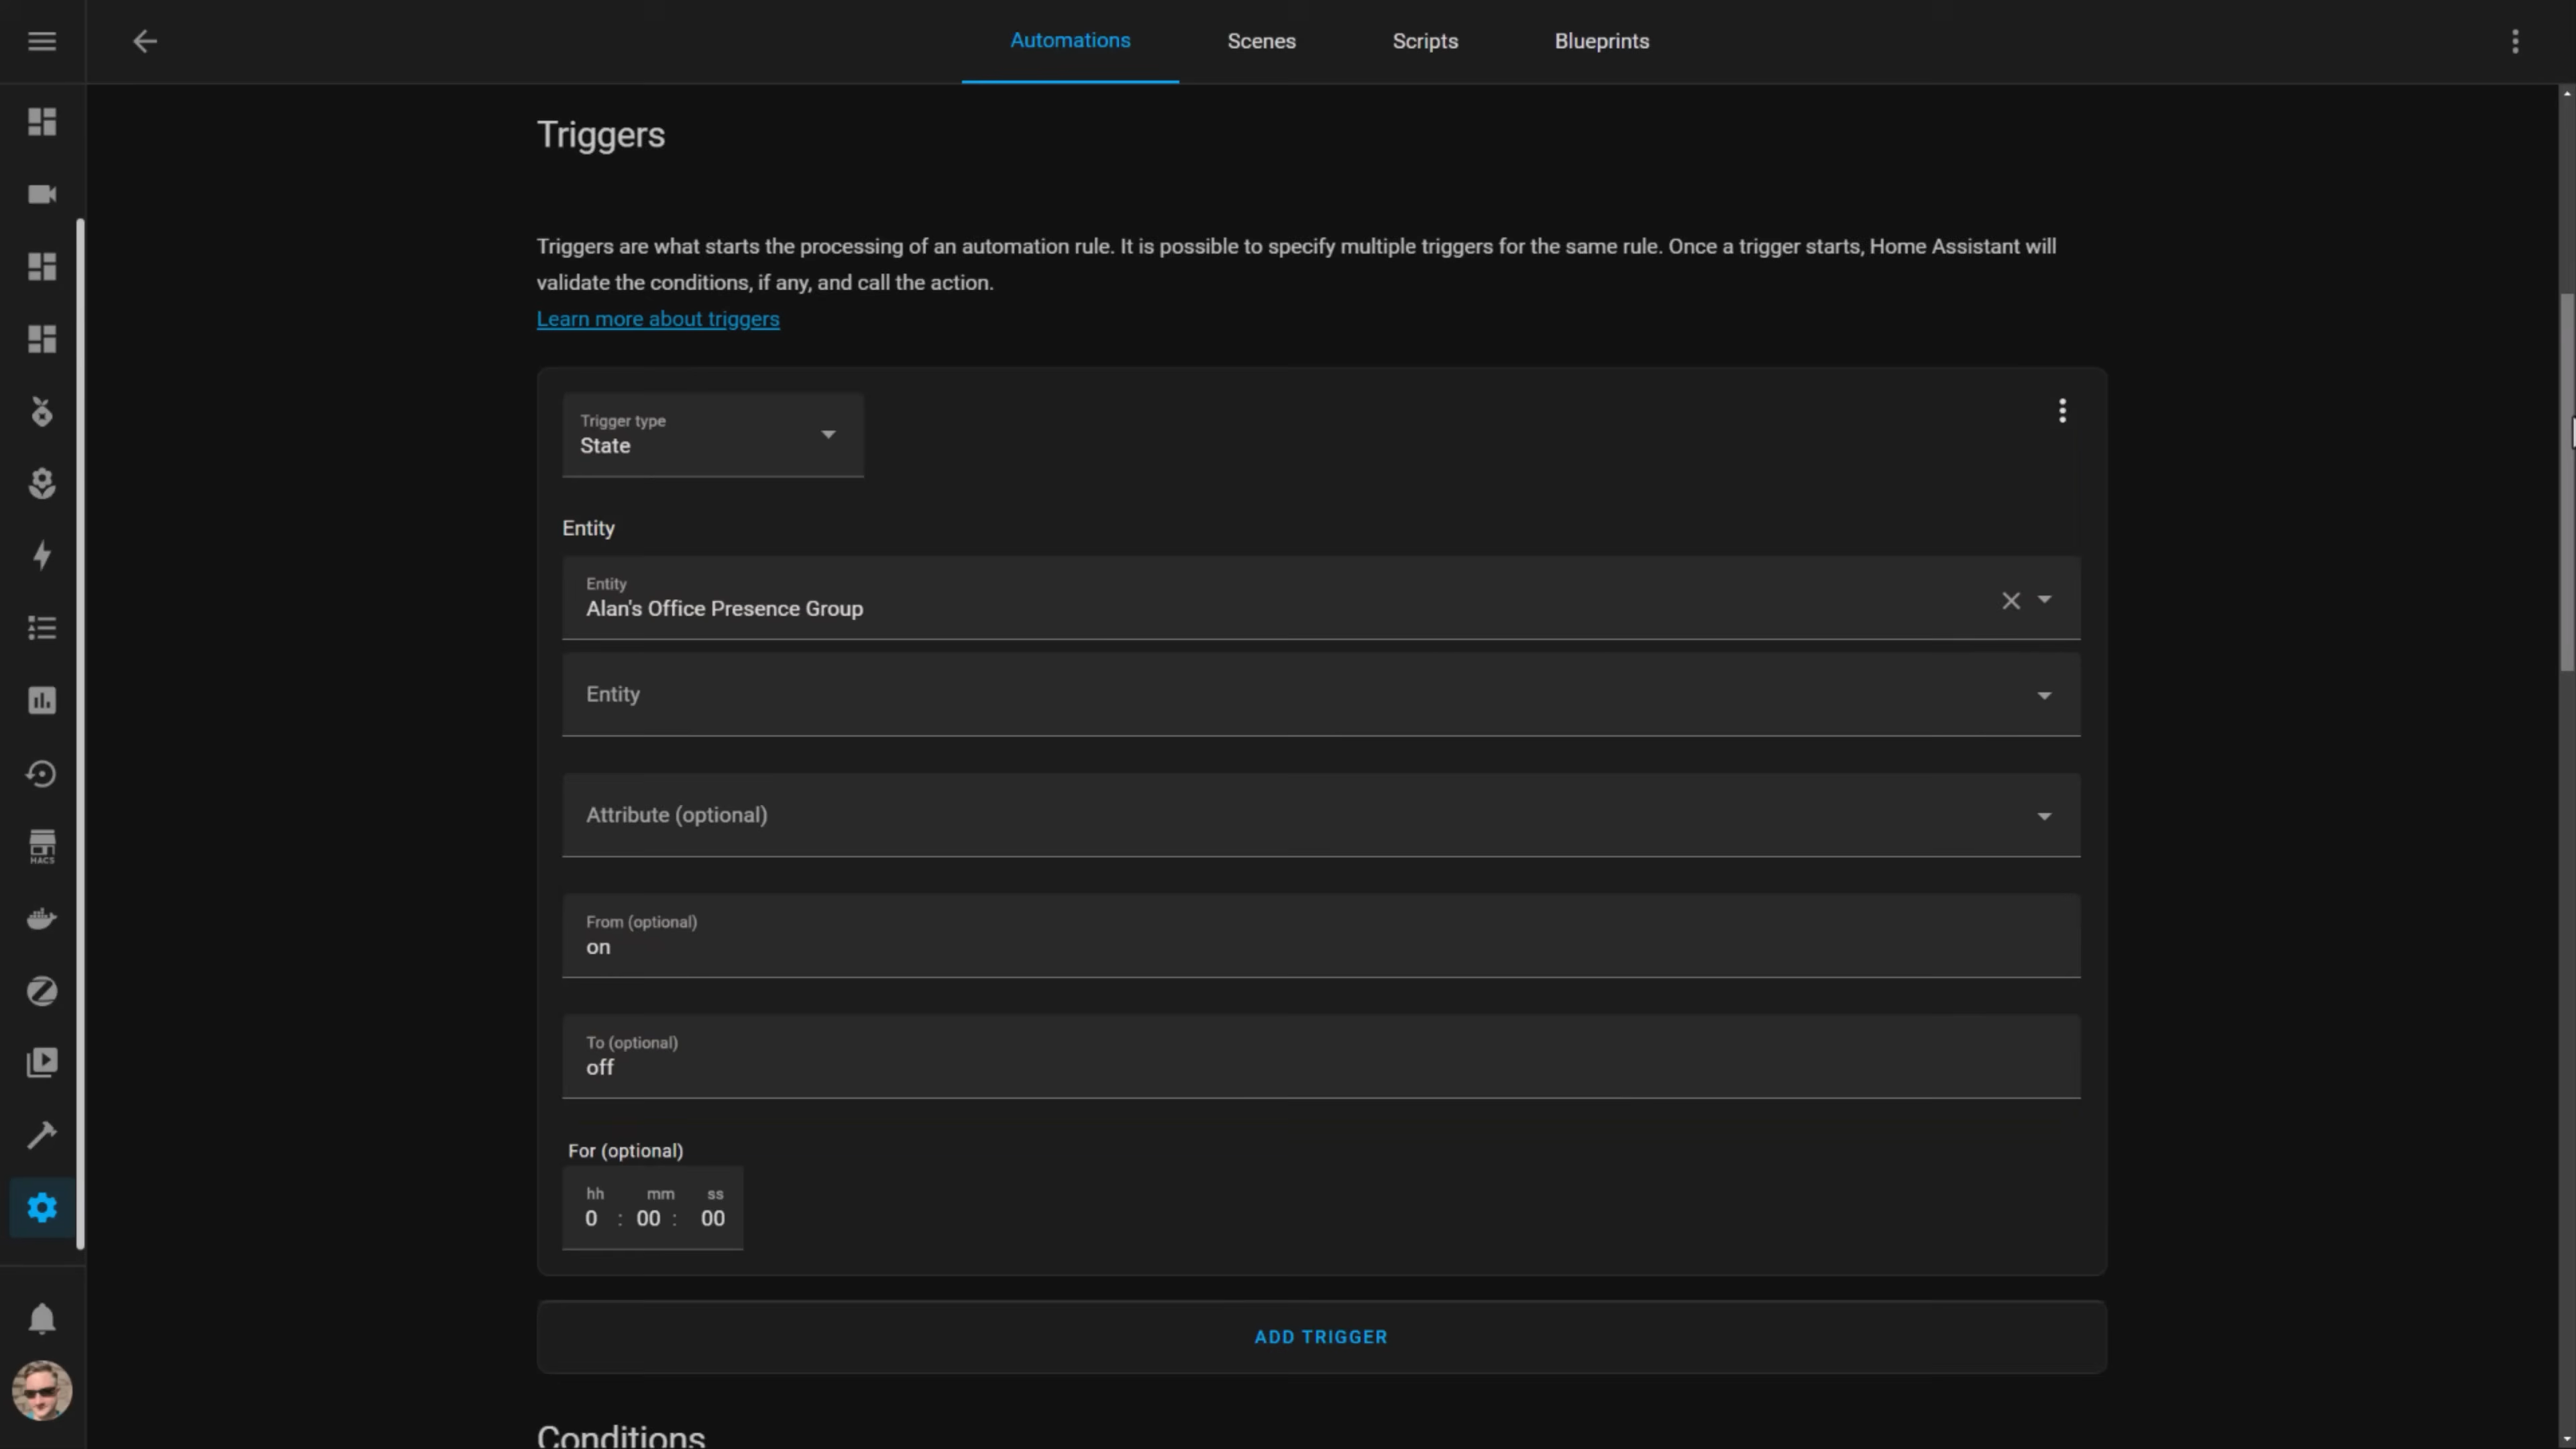 Automations
Scenes
Scripts
Blueprints
Triggers
Triggers are what starts the processing of an automation rule. It is possible to specify multiple triggers for the same rule. Once a trigger starts, Home Assistant will
validate the conditions, if any, and call the action.
Learn more about triggers
Trigger type
State
Entity
Entity
Alan's Office Presence Group
Entity
Attribute (optional)
From (optional)
on
To (optional)
off
For (optional)
hh mm ss
0 : 00 : 00
ADD TRIGGER
Conditions
HACS